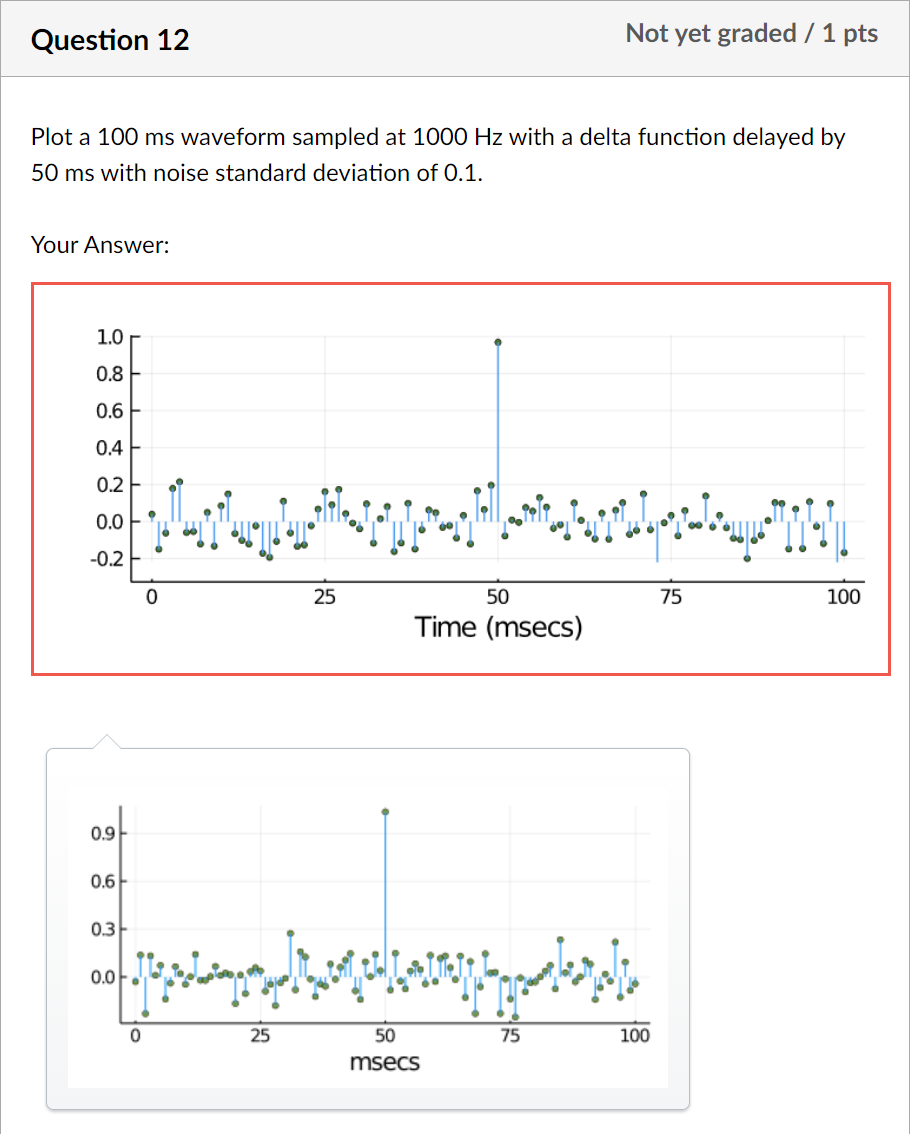 Question 12
Not yet graded / 1 pts
Plot a 100 ms waveform sampled at 1000 Hz with a delta function delayed by
50 ms with noise standard deviation of 0.1.
Your Answer:
1.0
0.8
0.6
0.4
0.2
0.0
-0.2
0 25 50 75 100
Time (msecs)
0.9
0.6
0.3
0.0
0 25 50 75 100
msecs